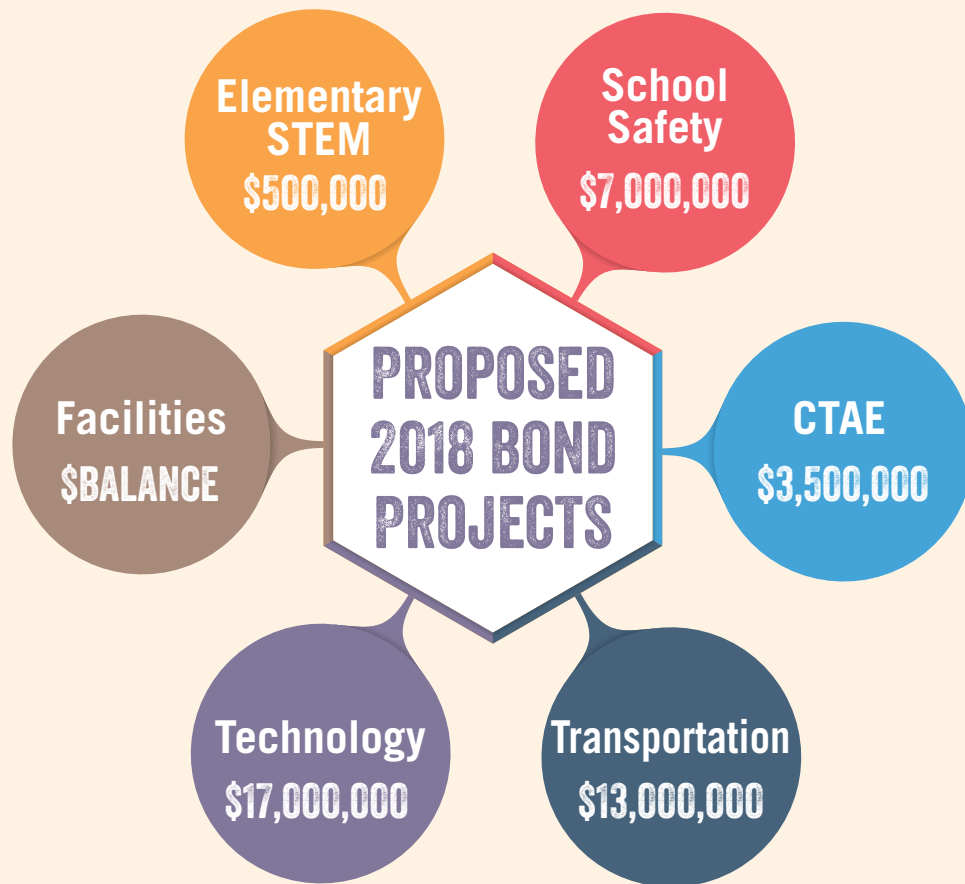 Elementary
STEM
$500,000
School
Safety
$7,000,000
PROPOSED
2018 BOND
PROJECTS
Facilities
$BALANCE
CTAE
$3,500,000
Technology
$17,000,000
Transportation
$13,000,000